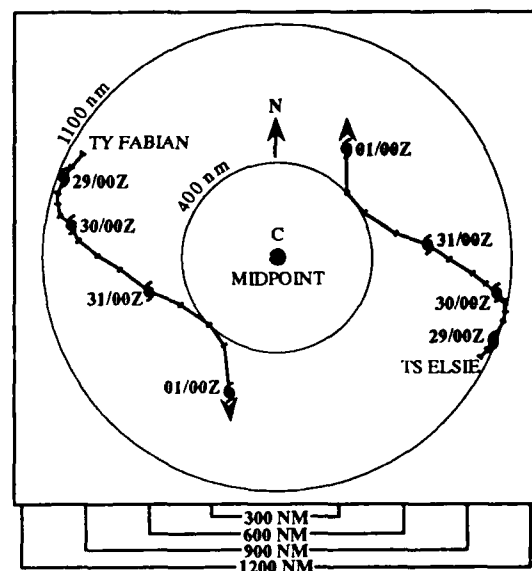 1100 nm
TY FABIAN
29/00Z
30/00Z
31/00Z
01/00Z
N
400 nm
C
MIDPOINT
01/00Z
31/00Z
30/00Z
29/00Z
TS ELSIE
300 NM
600 NM
900 NM
1200 NM